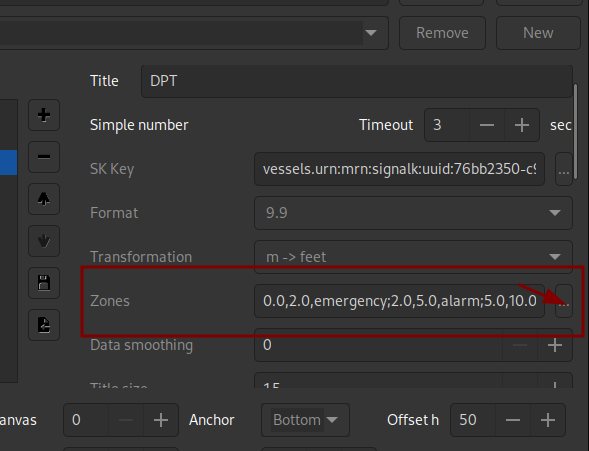 Remove New
Title DPT
Simple number Timeout 3 sec
SK Key vessels.urn:mrn:signalk:uuid:76bb2350-c9 ...
Format 9.9
Transformation m -> feet
Zones 0.0,2.0,emergency;2.0,5.0,alarm;5.0,10.0 ...
Data smoothing 0
Title size 15
anvas 0 Anchor Bottom Offset h 50